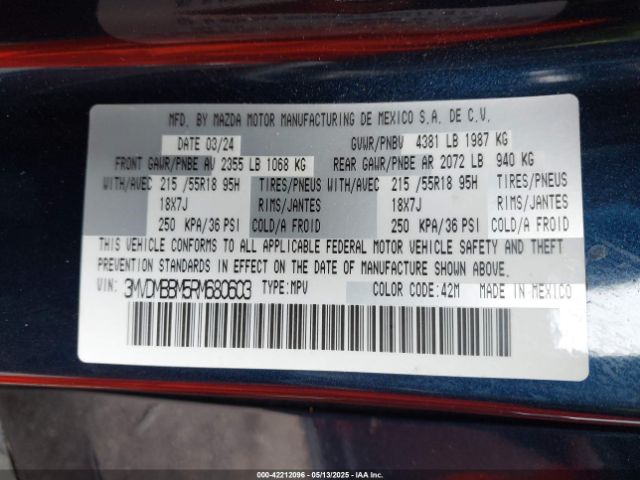 MFD. BY MAZDA MOTOR MANUFACTURING DE MEXICO S.A. DE C.V.
DATE 03/24 GVWR/PNBV 4381 LB 1987 KG
FRONT GAWR/PNBE AV 2355 LB 1068 KG REAR GAWR/PNBE AR 2072 LB 940 KG
WITH/AVEC 215 /55R18 95H TIRES/PNEUS WITH/AVEC 215 /55R18 95H TIRES/PNEUS
18X7J RIMS/JANTES 18X7J RIMS/JANTES
250 KPA/36 PSI COLD/A FROID 250 KPA/36 PSI COLD/A FROID
THIS VEHICLE CONFORMS TO ALL APPLICABLE FEDERAL MOTOR VEHICLE SAFETY AND THEFT
PREVENTION STANDARDS IN EFFECT ON THE DATE OF MANUFACTURE SHOWN ABOVE.
VIN: 3MVDMBBM5RM680603 TYPE:MPV COLOR:42M MADE IN MEXICO
000-42212096 - 05/13/2025 - IAAI.COM